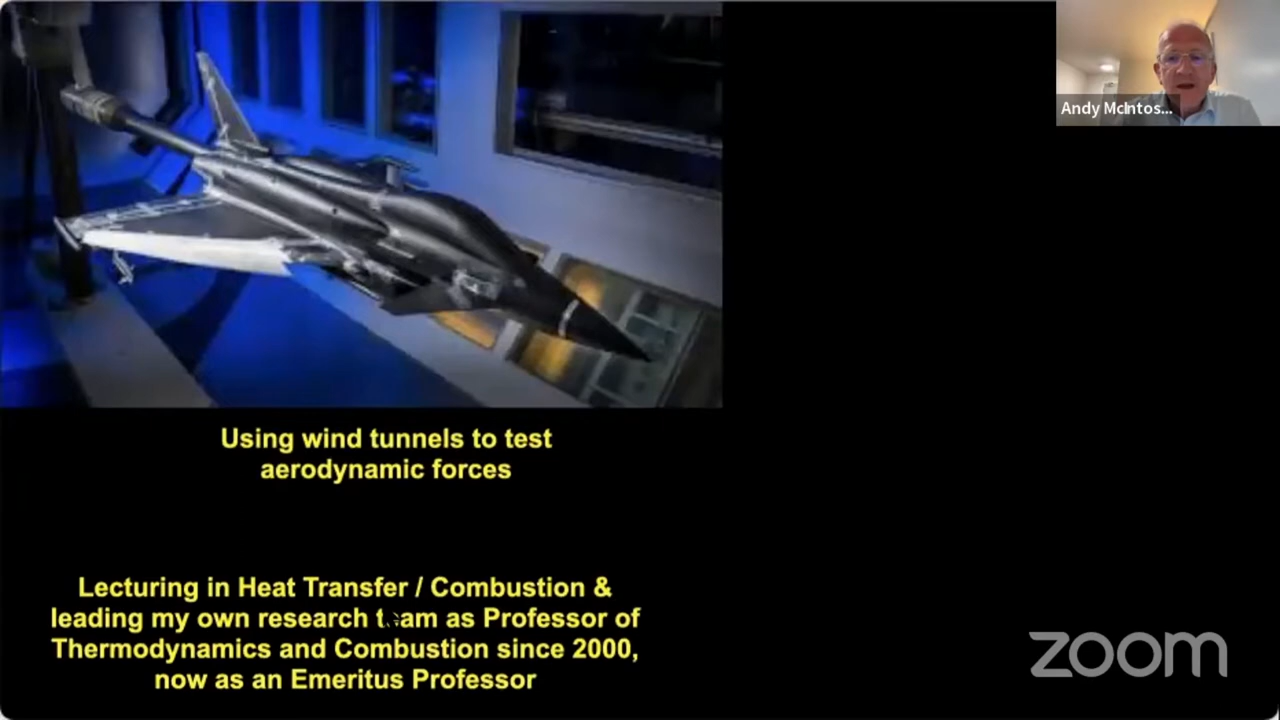 Andy McIntos...
Using wind tunnels to test
aerodynamic forces
Lecturing in Heat Transfer / Combustion &
leading my own research team as Professor of
Thermodynamics and Combustion since 2000,
now as an Emeritus Professor
zoom